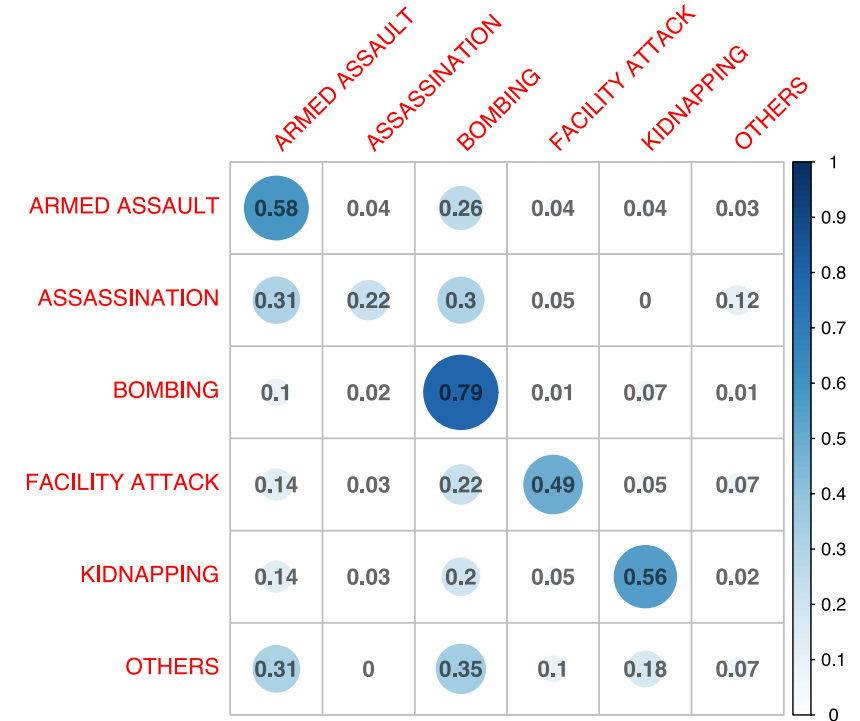 ARMED ASSAULT ASSASSINATION BOMBING FACILITY ATTACK KIDNAPPING OTHERS
1
ARMED ASSAULT 0.58 0.04 0.26 0.04 0.04 0.03
0.9
0.8
ASSASSINATION 0.31 0.22 0.3 0.05 0 0.12
0.7
0.6
BOMBING 0.1 0.02 0.79 0.01 0.07 0.01
0.5
FACILITY ATTACK 0.14 0.03 0.22 0.49 0.05 0.07
0.4
0.3
KIDNAPPING 0.14 0.03 0.2 0.05 0.56 0.02
0.2
0.1
OTHERS 0.31 0 0.35 0.1 0.18 0.07
0